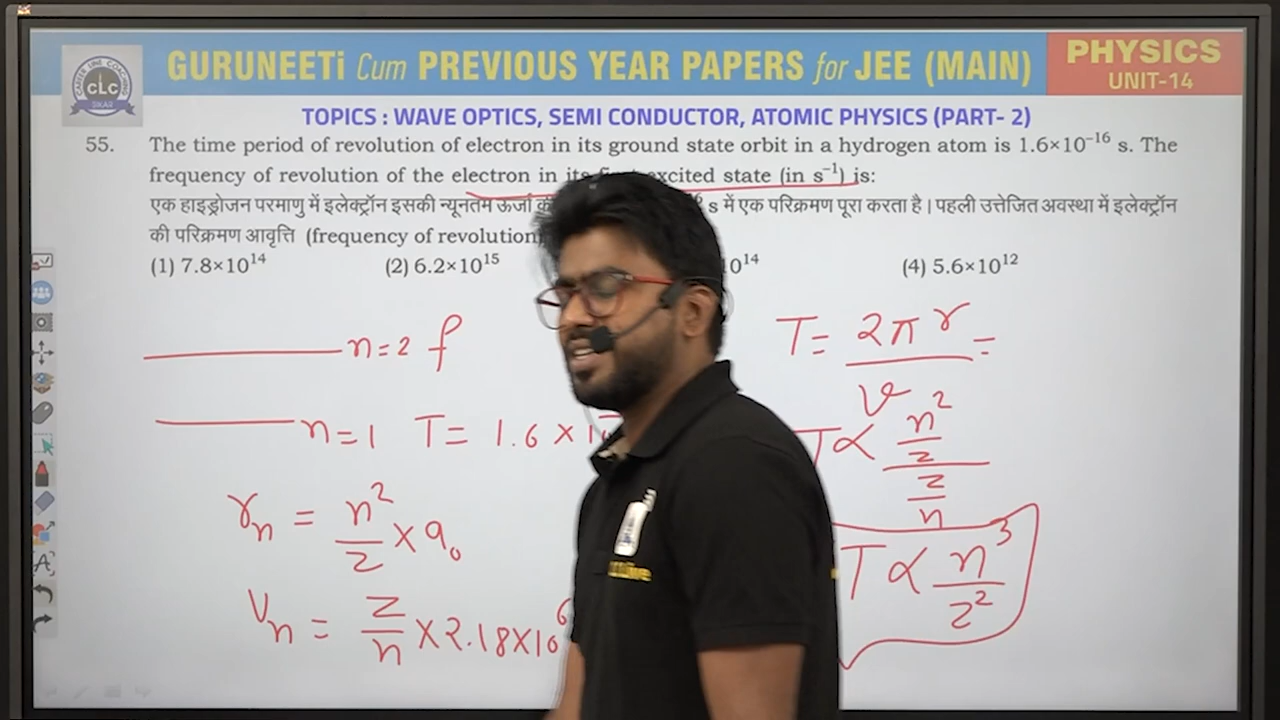 GURUNEETi Cum PREVIOUS YEAR PAPERS for JEE (MAIN)
PHYSICS
UNIT-14
CLC
SIKAR
TOPICS : WAVE OPTICS, SEMI CONDUCTOR, ATOMIC PHYSICS (PART- 2)
55. The time period of revolution of electron in its ground state orbit in a hydrogen atom is 1.6×10⁻¹⁶ s. The
frequency of revolution of the electron in its excited state (in s⁻¹) is:
एक हाइड्रोजन परमाणु में इलेक्ट्रॉन इसकी न्यूनतम ऊर्जा s में एक परिक्रमण पूरा करता है। पहली उत्तेजित अवस्था में इलेक्ट्रॉन
की परिक्रमण आवृत्ति (frequency of revolution
(1) 7.8×10¹⁴ (2) 6.2×10¹⁵ 0¹⁴ (4) 5.6×10¹²
n=2 f
n=1 T= 1.6 ×
rₙ = n²/z × a₀
Vₙ = z/n × 2.18×10⁶
T= 2πr/v =
T ∝ (n²/z)/(z/n)
T ∝ n³/z²